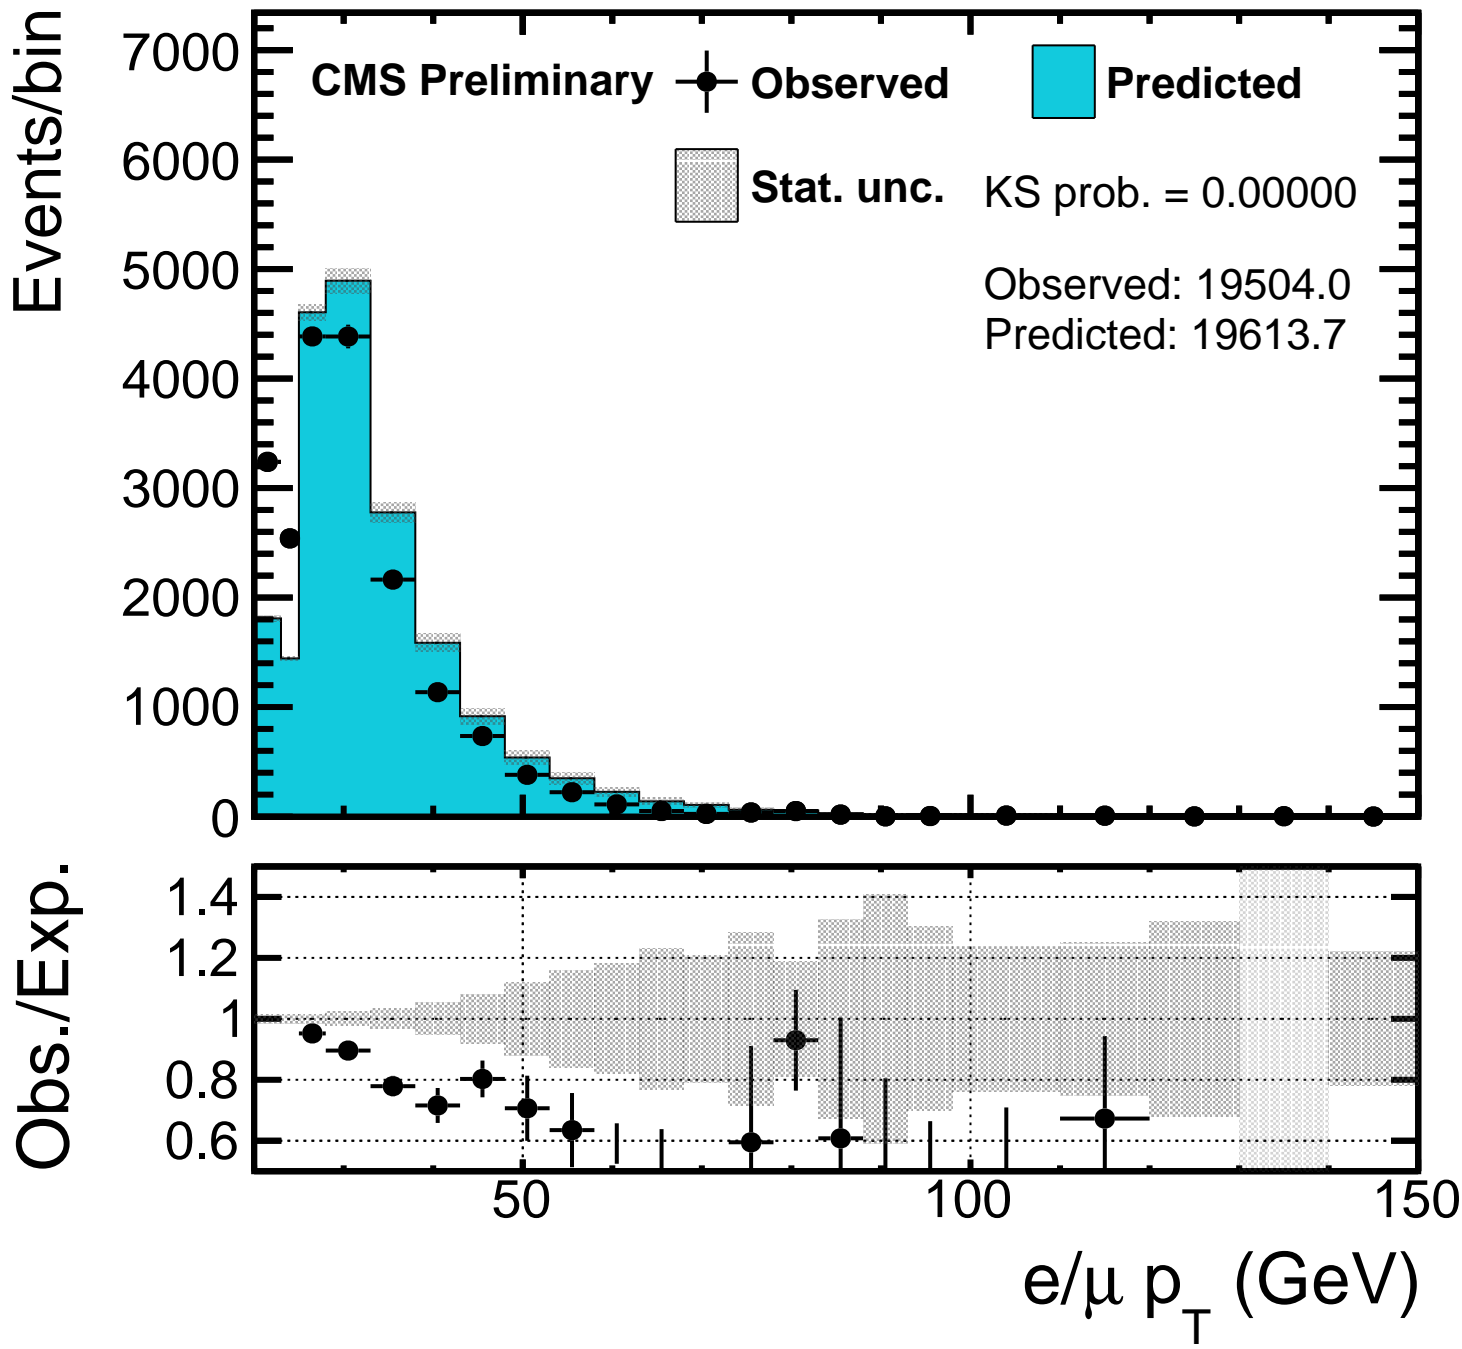 Events/bin
7000
6000
5000
4000
3000
2000
1000
0
CMS Preliminary
Observed
Predicted
Stat. unc.
KS prob. = 0.00000
Observed: 19504.0
Predicted: 19613.7
Obs./Exp.
1.4
1.2
1
0.8
0.6
50
100
150
e/μ p_T (GeV)